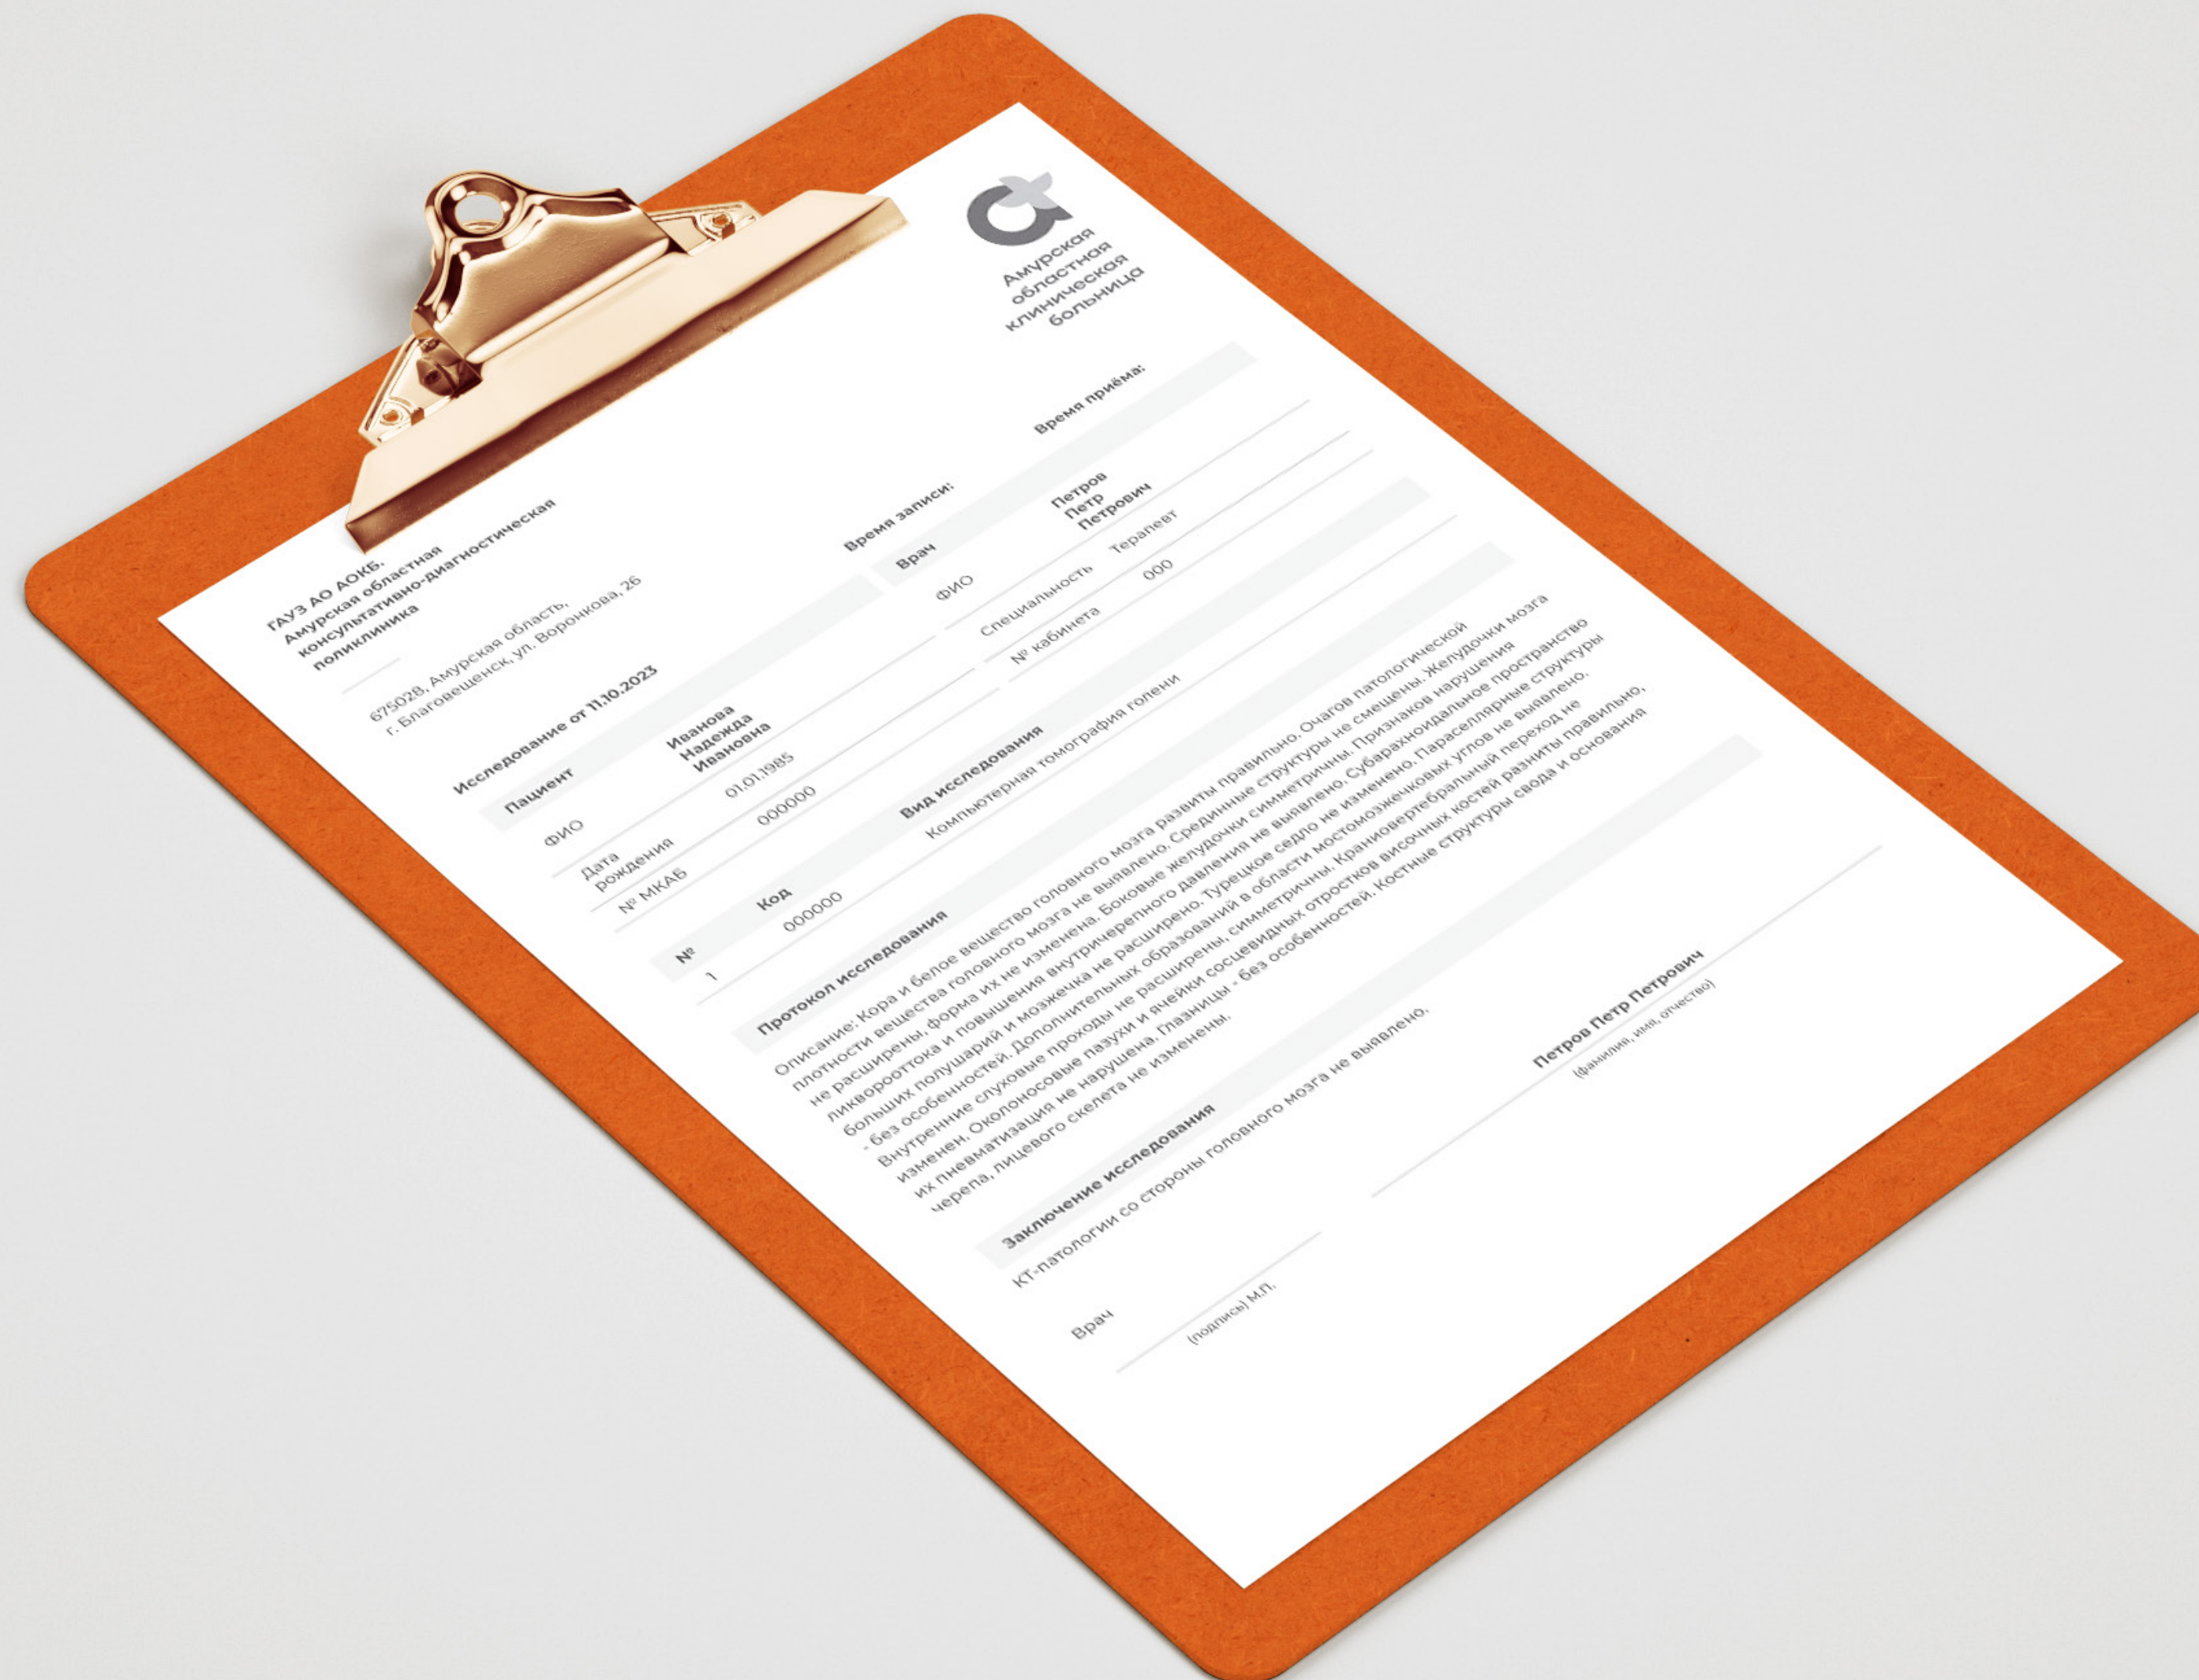 Амурская
областная
клиническая
больница
ГАУЗ АО АОКБ.
Амурская областная
консультативно-диагностическая
поликлиника
675028, Амурская область,
г. Благовещенск, ул. Воронкова, 26
Исследование от 11.10.2023
Время записи:
Время приёма:
Пациент
ФИО
Иванова
Надежда
Ивановна
Дата
рождения
01.01.1985
№ МКАБ
000000
Врач
ФИО
Петров
Петр
Петрович
Специальность
Терапевт
№ кабинета
000
№
Код
Вид исследования
1
000000
Компьютерная томография голени
Протокол исследования
Описание: Кора и белое вещество головного мозга развиты правильно. Очагов патологической
плотности вещества головного мозга не выявлено. Срединные структуры не смещены. Желудочки мозга
не расширены, форма их не изменена. Боковые желудочки симметричны. Признаков нарушения
ликворооттока и повышения внутричерепного давления не выявлено. Субарахноидальное пространство
больших полушарий и мозжечка не расширено. Турецкое седло не изменено. Параселлярные структуры
- без особенностей. Дополнительных образований в области мостомозжечковых углов не выявлено.
Внутренние слуховые проходы не расширены, симметричны. Краниовертебральный переход не
изменен. Околоносовые пазухи и ячейки сосцевидных отростков височных костей развиты правильно,
их пневматизация не нарушена. Глазницы - без особенностей. Костные структуры свода и основания
черепа, лицевого скелета не изменены.
Заключение исследования
КТ-патологии со стороны головного мозга не выявлено.
Врач
(подпись) М.П.
Петров Петр Петрович
(фамилия, имя, отчество)